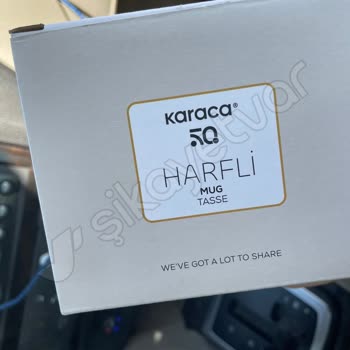 karaca®
50
HARFLİ
MUG
TASSE
WE'VE GOT A LOT TO SHARE
şikayetvar